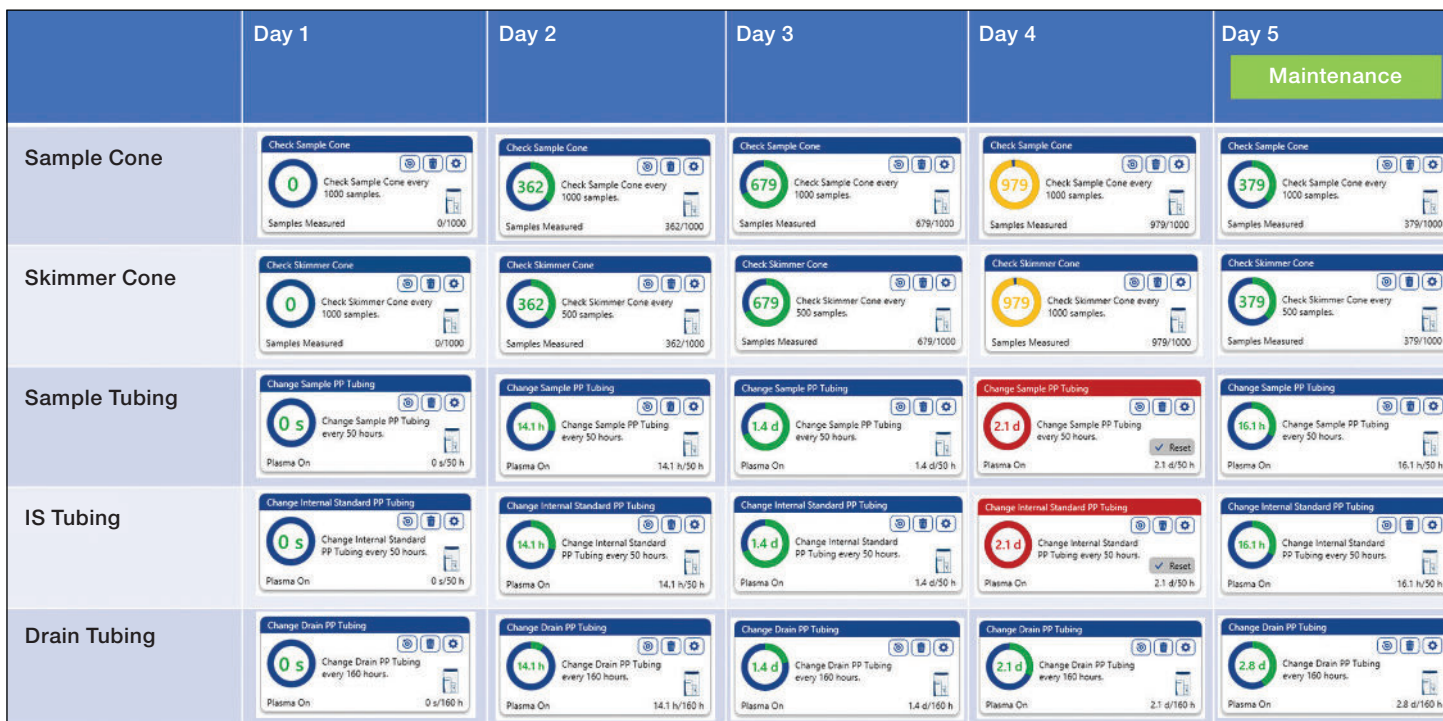 Day 1
Day 2
Day 3
Day 4
Day 5
Maintenance
Sample Cone
Check Sample Cone
0
Check Sample Cone every
1000 samples.
Samples Measured 0/1000
Check Sample Cone
362
Check Sample Cone every
1000 samples.
Samples Measured 362/1000
Check Sample Cone
679
Check Sample Cone every
1000 samples.
Samples Measured 679/1000
Check Sample Cone
979
Check Sample Cone every
1000 samples.
Samples Measured 979/1000
Check Sample Cone
379
Check Sample Cone every
1000 samples.
Samples Measured 379/1000
Skimmer Cone
Check Skimmer Cone
0
Check Skimmer Cone every
1000 samples.
Samples Measured 0/1000
Check Skimmer Cone
362
Check Skimmer Cone every
500 samples.
Samples Measured 362/1000
Check Skimmer Cone
679
Check Skimmer Cone every
500 samples.
Samples Measured 679/1000
Check Skimmer Cone
979
Check Skimmer Cone every
1000 samples.
Samples Measured 979/1000
Check Skimmer Cone
379
Check Skimmer Cone every
500 samples.
Samples Measured 379/1000
Sample Tubing
Change Sample PP Tubing
0 s
Change Sample PP Tubing
every 50 hours.
Plasma On 0 s/50 h
Change Sample PP Tubing
14.1 h
Change Sample PP Tubing
every 50 hours.
Plasma On 14.1 h/50 h
Change Sample PP Tubing
1.4 d
Change Sample PP Tubing
every 50 hours.
Plasma On 1.4 d/50 h
Change Sample PP Tubing
2.1 d
Change Sample PP Tubing
every 50 hours.
Reset
Plasma On 2.1 d/50 h
Change Sample PP Tubing
16.1 h
Change Sample PP Tubing
every 50 hours.
Plasma On 16.1 h/50 h
IS Tubing
Change Internal Standard PP Tubing
0 s
Change Internal Standard
PP Tubing every 50 hours.
Plasma On 0 s/50 h
Change Internal Standard PP Tubing
14.1 h
Change Internal Standard
PP Tubing every 50 hours.
Plasma On 14.1 h/50 h
Change Internal Standard PP Tubing
1.4 d
Change Internal Standard
PP Tubing every 50 hours.
Plasma On 1.4 d/50 h
Change Internal Standard PP Tubing
2.1 d
Change Internal Standard
PP Tubing every 50 hours.
Reset
Plasma On 2.1 d/50 h
Change Internal Standard PP Tubing
16.1 h
Change Internal Standard
PP Tubing every 50 hours.
Plasma On 16.1 h/50 h
Drain Tubing
Change Drain PP Tubing
0 s
Change Drain PP Tubing
every 160 hours.
Plasma On 0 s/160 h
Change Drain PP Tubing
14.1 h
Change Drain PP Tubing
every 160 hours.
Plasma On 14.1 h/160 h
Change Drain PP Tubing
1.4 d
Change Drain PP Tubing
every 160 hours.
Plasma On 1.4 d/160 h
Change Drain PP Tubing
2.1 d
Change Drain PP Tubing
every 160 hours.
Plasma On 2.1 d/160 h
Change Drain PP Tubing
2.8 d
Change Drain PP Tubing
every 160 hours.
Plasma On 2.8 d/160 h